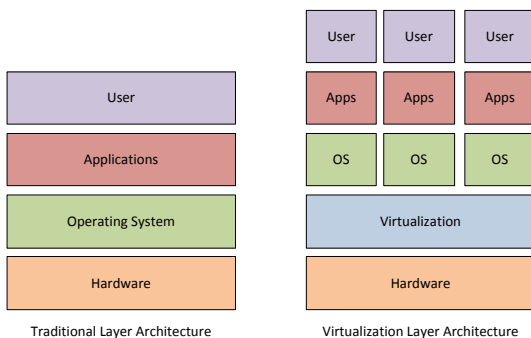 User
Applications
Operating System
Hardware
Traditional Layer Architecture
User User User
Apps Apps Apps
OS OS OS
Virtualization
Hardware
Virtualization Layer Architecture